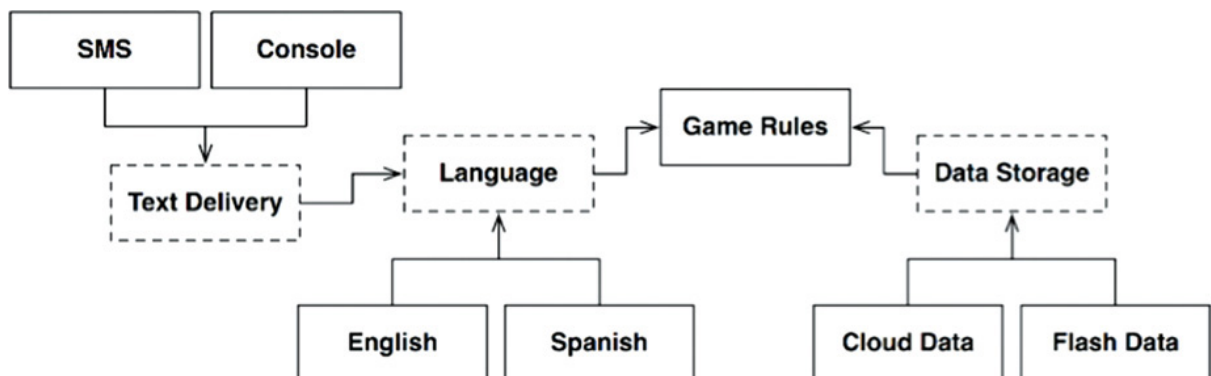 SMS
Console
Game Rules
Text Delivery
Language
Data Storage
English
Spanish
Cloud Data
Flash Data